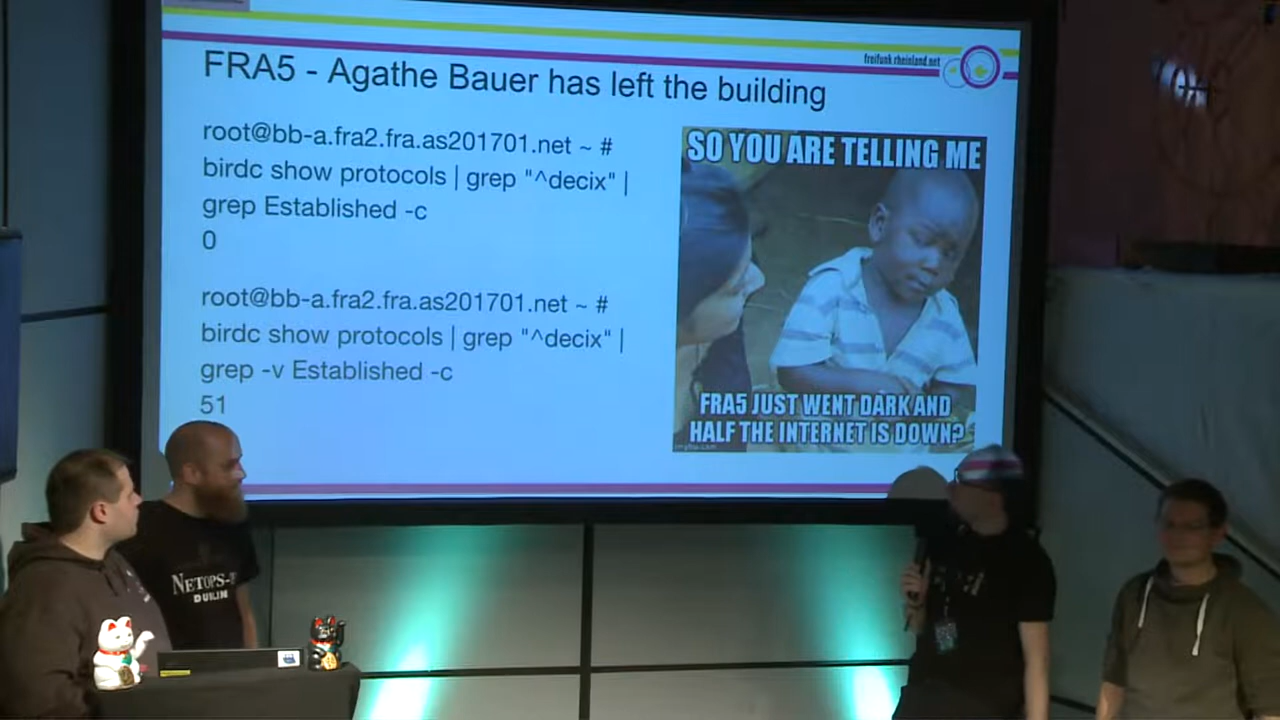 freifunk rheinland.net
FRA5 - Agathe Bauer has left the building
root@bb-a.fra2.fra.as201701.net ~ #
birdc show protocols | grep "^decix" |
grep Established -c
0
root@bb-a.fra2.fra.as201701.net ~ #
birdc show protocols | grep "^decix" |
grep -v Established -c
51
SO YOU ARE TELLING ME
FRA5 JUST WENT DARK AND
HALF THE INTERNET IS DOWN?
NETOPS-
DUBLIN